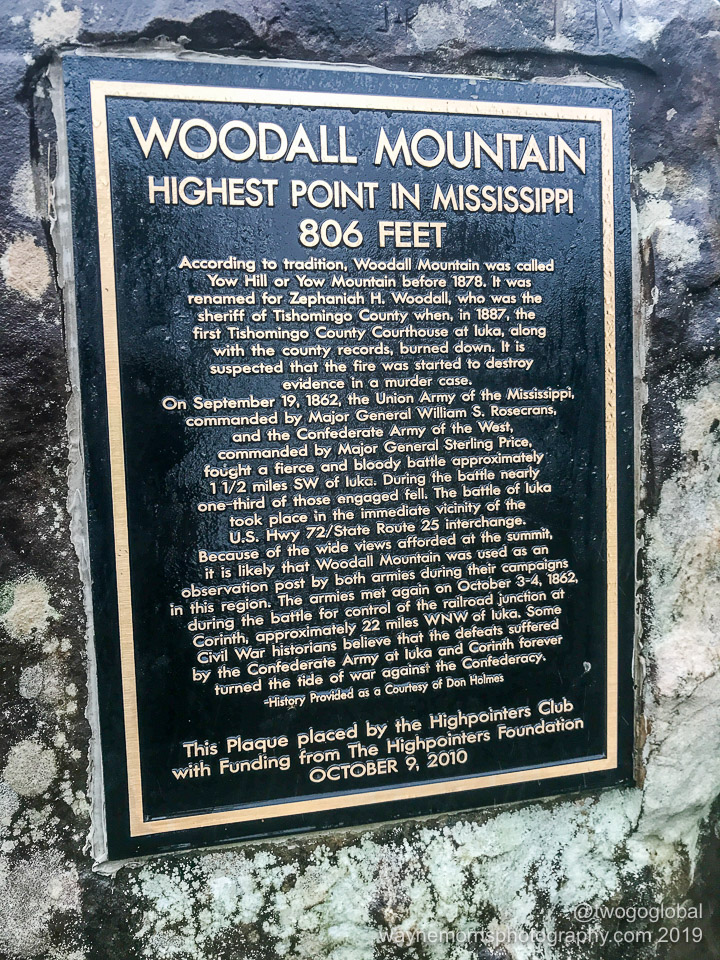 WOODALL MOUNTAIN
HIGHEST POINT IN MISSISSIPPI
806 FEET
According to tradition, Woodall Mountain was called
Yow Hill or Yow Mountain before 1878. It was
renamed for Zephaniah H. Woodall, who was the
sheriff of Tishomingo County when, in 1887, the
first Tishomingo County Courthouse at Iuka, along
with the county records, burned down. It is
suspected that the fire was started to destroy
evidence in a murder case.
On September 19, 1862, the Union Army of the Mississippi,
commanded by Major General William S. Rosecrans,
and the Confederate Army of the West,
commanded by Major General Sterling Price,
fought a fierce and bloody battle approximately
1 1/2 miles SW of Iuka. During the battle nearly
one-third of those engaged fell. The battle of Iuka
took place in the immediate vicinity of the
U.S. Hwy 72/State Route 25 interchange.
Because of the wide views afforded at the summit,
it is likely that Woodall Mountain was used as an
observation post by both armies during their campaigns
in this region. The armies met again on October 3-4, 1862,
during the battle for control of the railroad junction at
Corinth, approximately 22 miles WNW of Iuka. Some
Civil War historians believe that the defeats suffered
by the Confederate Army at Iuka and Corinth forever
turned the tide of war against the Confederacy.
-History Provided as a Courtesy of Don Holmes
This Plaque placed by the Highpointers Club
with Funding from The Highpointers Foundation
OCTOBER 9, 2010
@twogoglobal
waynemorrisphotography.com 2019